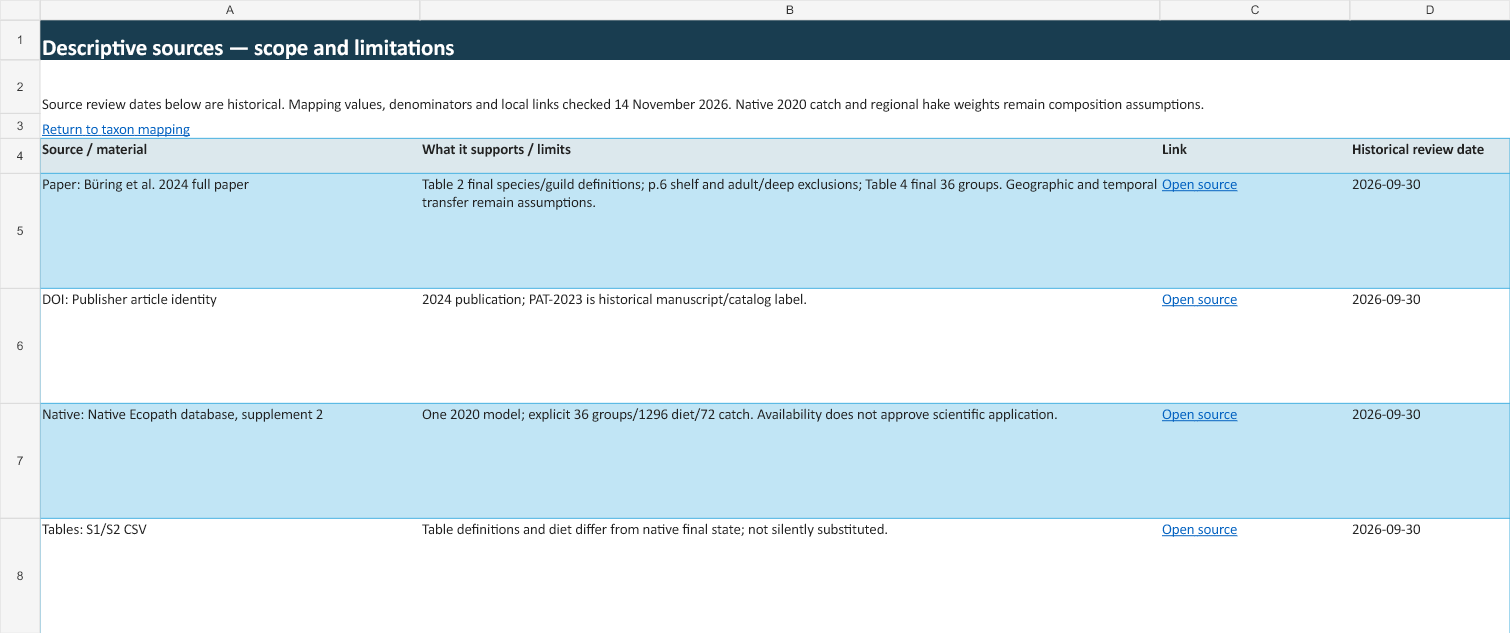 A B C D
1 Descriptive sources — scope and limitations
2 Source review dates below are historical. Mapping values, denominators and local links checked 14 November 2026. Native 2020 catch and regional hake weights remain composition assumptions.
3 Return to taxon mapping
4 Source / material What it supports / limits Link Historical review date
5 Paper: Büring et al. 2024 full paper Table 2 final species/guild definitions; p.6 shelf and adult/deep exclusions; Table 4 final 36 groups. Geographic and temporal Open source 2026-09-30
transfer remain assumptions.
6 DOI: Publisher article identity 2024 publication; PAT-2023 is historical manuscript/catalog label. Open source 2026-09-30
7 Native: Native Ecopath database, supplement 2 One 2020 model; explicit 36 groups/1296 diet/72 catch. Availability does not approve scientific application. Open source 2026-09-30
8 Tables: S1/S2 CSV Table definitions and diet differ from native final state; not silently substituted. Open source 2026-09-30